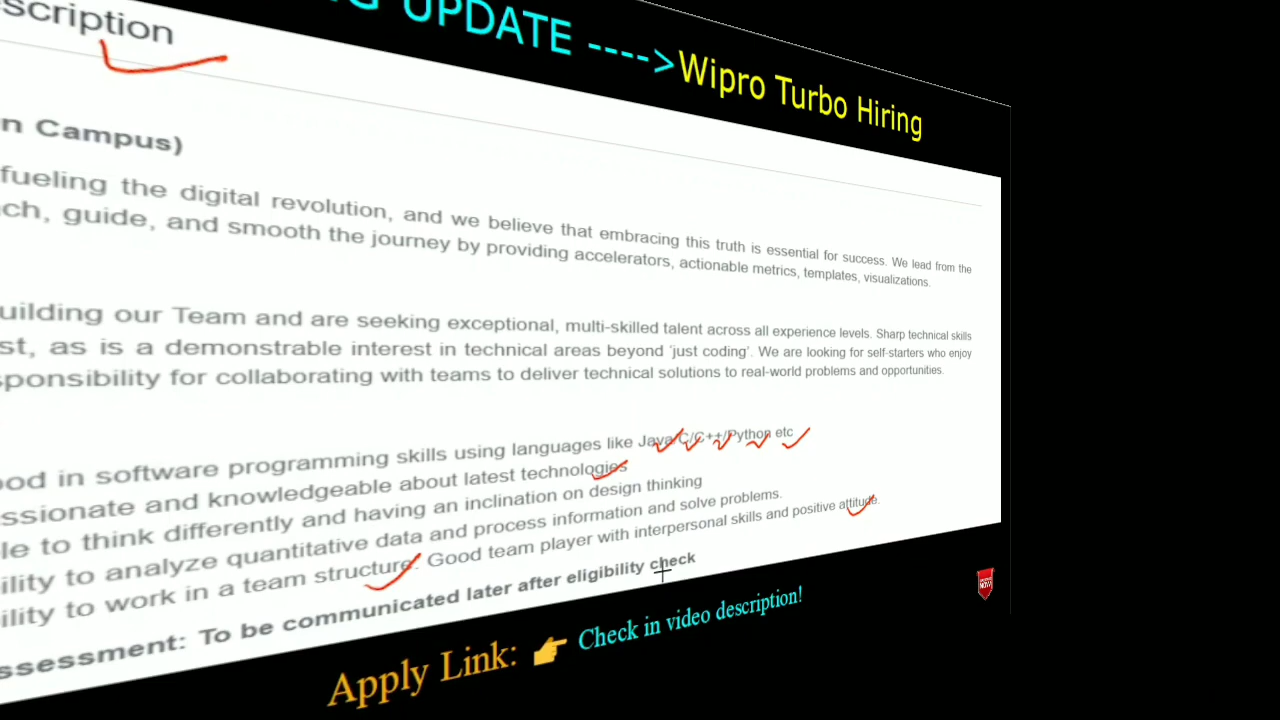 scription
G UPDATE ---->Wipro Turbo Hiring
n Campus)
fueling the digital revolution, and we believe that embracing this truth is essential for success. We lead from the
ch, guide, and smooth the journey by providing accelerators, actionable metrics, templates, visualizations.
uilding our Team and are seeking exceptional, multi-skilled talent across all experience levels. Sharp technical skills
st, as is a demonstrable interest in technical areas beyond 'just coding'. We are looking for self-starters who enjoy
sponsibility for collaborating with teams to deliver technical solutions to real-world problems and opportunities.
ood in software programming skills using languages like Java/C/C++/Python etc
ssionate and knowledgeable about latest technologies
le to think differently and having an inclination on design thinking
ility to analyze quantitative data and process information and solve problems.
ility to work in a team structure. Good team player with interpersonal skills and positive attitude.
ssessment: To be communicated later after eligibility check
Apply Link: 👉 Check in video description!